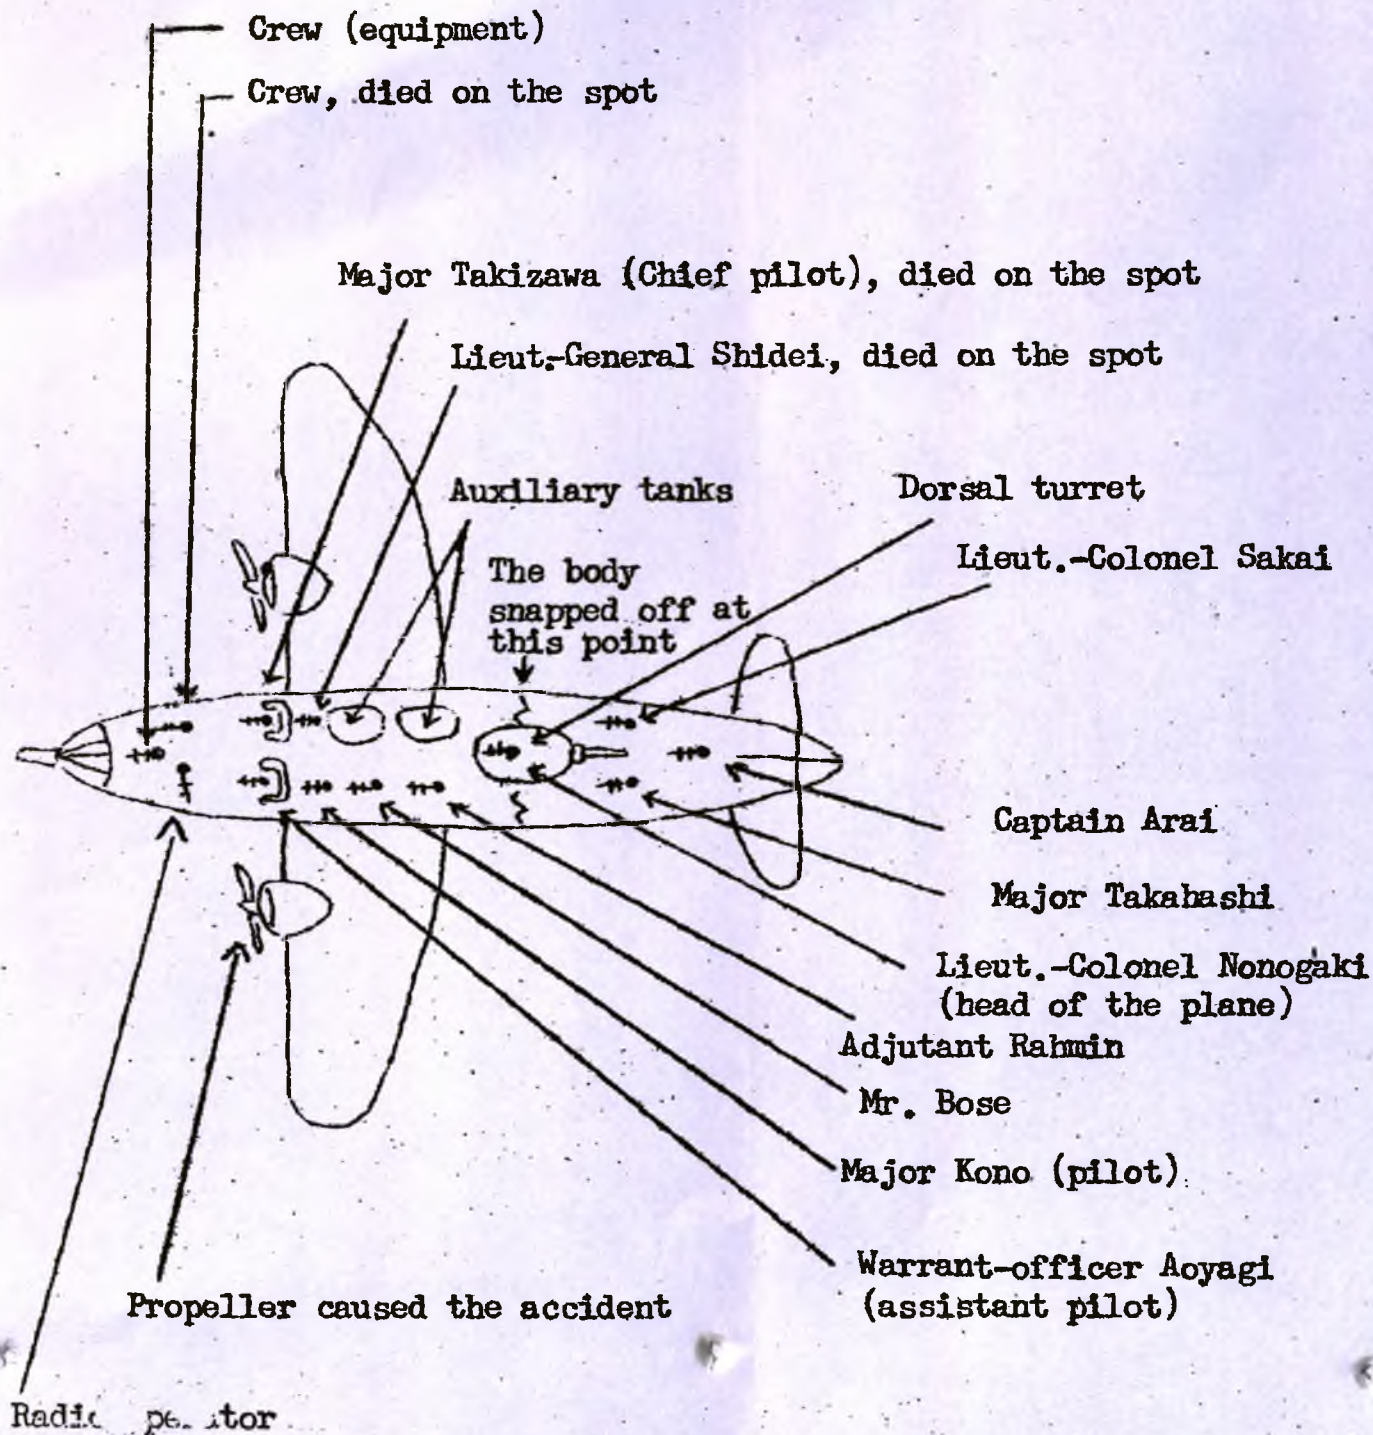 Crew (equipment)
Crew, died on the spot
Major Takizawa (Chief pilot), died on the spot
Lieut.-General Shidei, died on the spot
Auxiliary tanks
Dorsal turret
The body
snapped off at
this point
Lieut.-Colonel Sakai
Captain Arai
Major Takahashi
Lieut.-Colonel Nonogaki
(head of the plane)
Adjutant Rahmin
Mr. Bose
Major Kono (pilot)
Warrant-officer Aoyagi
(assistant pilot)
Propeller caused the accident